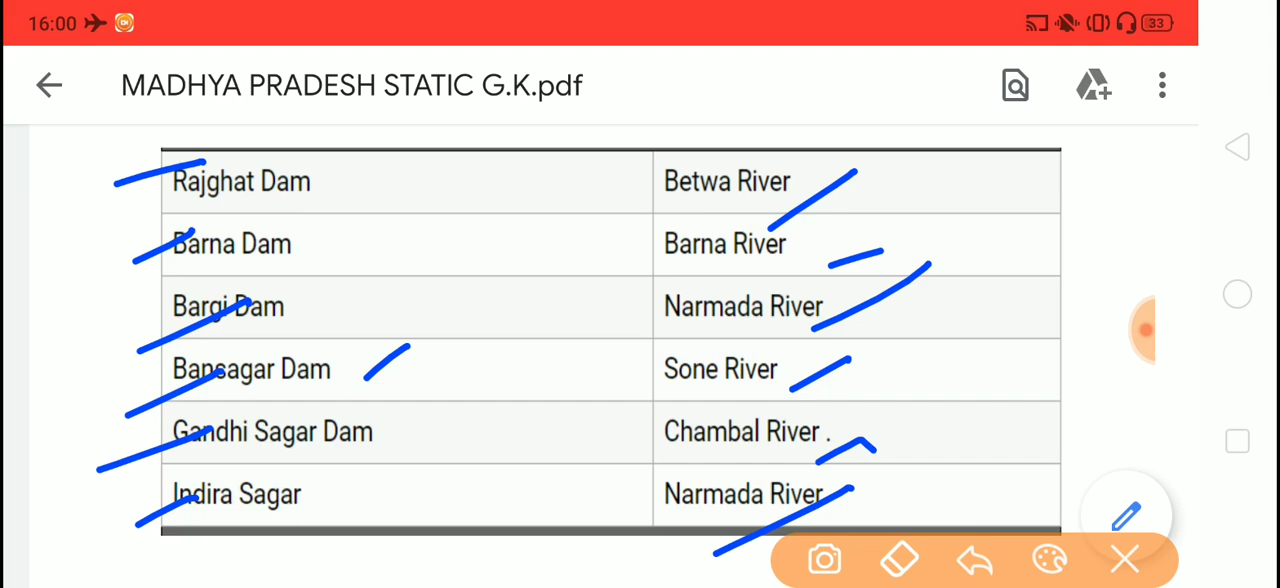 16:00
33
MADHYA PRADESH STATIC G.K.pdf
Rajghat Dam Betwa River
Barna Dam Barna River
Bargi Dam Narmada River
Bansagar Dam Sone River
Gandhi Sagar Dam Chambal River .
Indira Sagar Narmada River